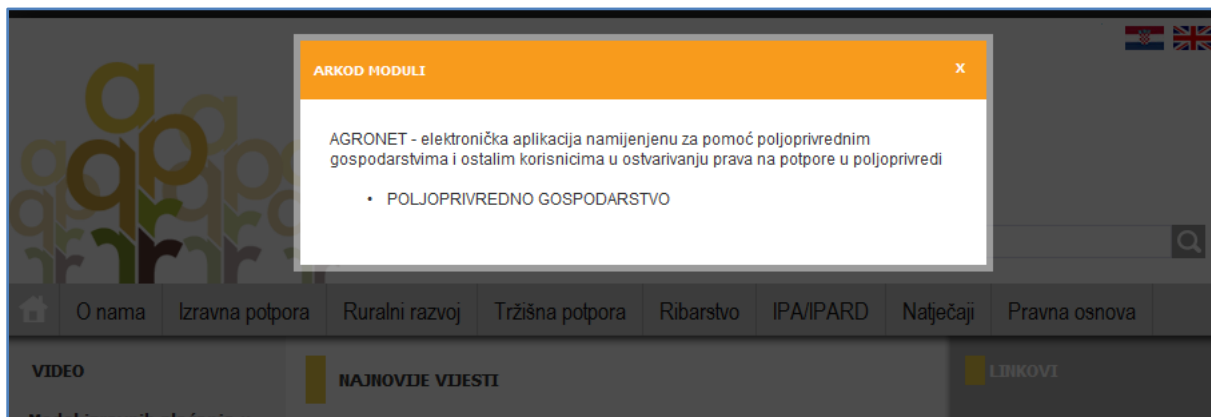 ARKOD MODULI
x
AGRONET - elektronička aplikacija namijenjenu za pomoć poljoprivrednim
gospodarstvima i ostalim korisnicima u ostvarivanju prava na potpore u poljoprivredi
• POLJOPRIVREDNO GOSPODARSTVO
O nama
Izravna potpora
Ruralni razvoj
Tržišna potpora
Ribarstvo
IPA/IPARD
Natječaji
Pravna osnova
VIDEO
NAJNOVIJE VIJESTI
LINKOVI